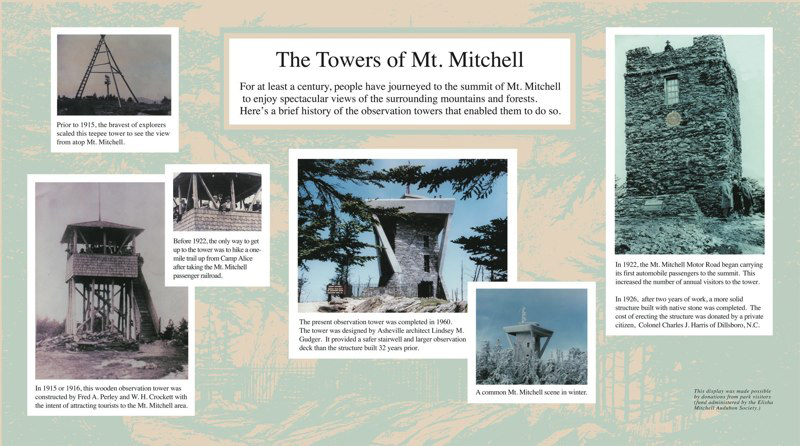 The Towers of Mt. Mitchell
For at least a century, people have journeyed to the summit of Mt. Mitchell
to enjoy spectacular views of the surrounding mountains and forests.
Here's a brief history of the observation towers that enabled them to do so.
Prior to 1915, the bravest of explorers
scaled this teepee tower to see the view
from atop Mt. Mitchell.
Before 1922, the only way to get
up to the tower was to hike a one-
mile trail up from Camp Alice
after taking the Mt. Mitchell
passenger railroad.
In 1915 or 1916, this wooden observation tower was
constructed by Fred A. Perley and W. H. Crockett with
the intent of attracting tourists to the Mt. Mitchell area.
The present observation tower was completed in 1960.
The tower was designed by Asheville architect Lindsey M.
Gudger. It provided a safer stairwell and larger observation
deck than the structure built 32 years prior.
A common Mt. Mitchell scene in winter.
In 1922, the Mt. Mitchell Motor Road began carrying
its first automobile passengers to the summit. This
increased the number of annual visitors to the tower.
In 1926, after two years of work, a more solid
structure built with native stone was completed. The
cost of erecting the structure was donated by a private
citizen, Colonel Charles J. Harris of Dillsboro, N.C.
This display was made possible
by donations from park visitors
(fund administered by the Elisha
Mitchell Audubon Society.)